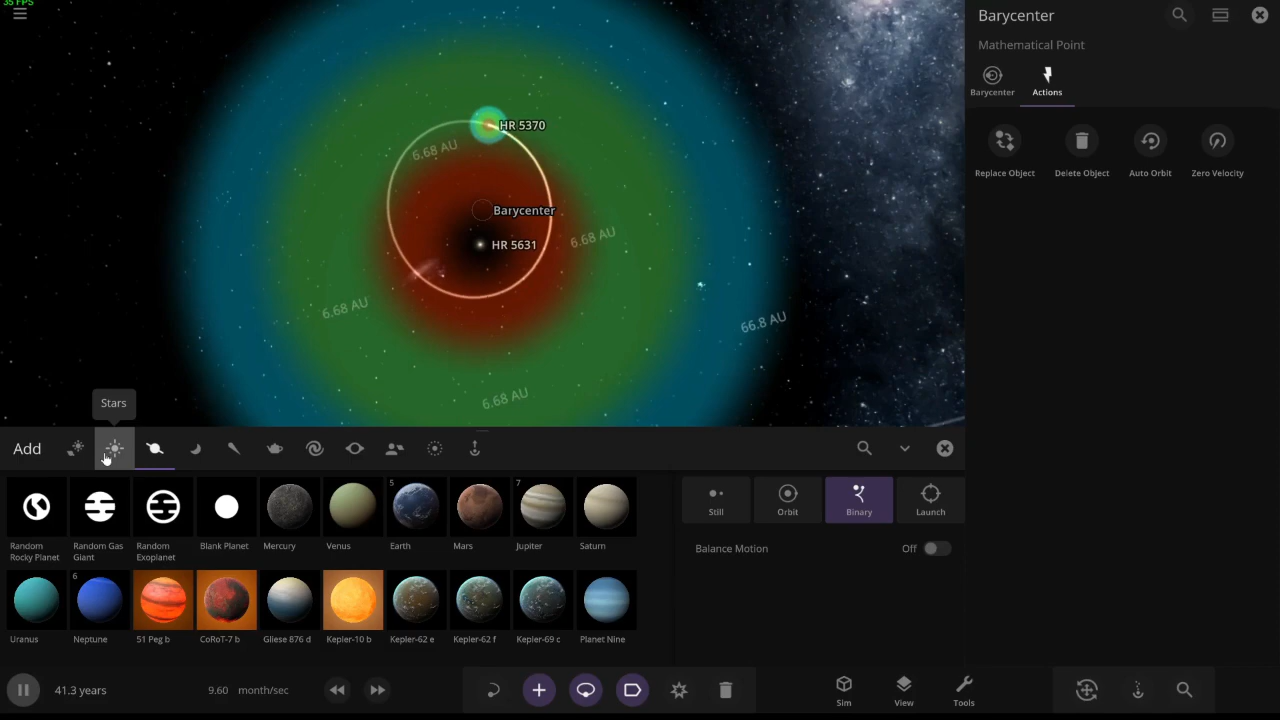 35 FPS
Barycenter
Mathematical Point
Barycenter
Actions
Replace Object
Delete Object
Auto Orbit
Zero Velocity
HR 5370
6.68 AU
Barycenter
6.68 AU
HR 5631
6.68 AU
66.8 AU
6.68 AU
Stars
Add
5
7
Random Rocky Planet
Random Gas Giant
Random Exoplanet
Blank Planet
Mercury
Venus
Earth
Mars
Jupiter
Saturn
6
Uranus
Neptune
51 Peg b
CoRoT-7 b
Gliese 876 d
Kepler-10 b
Kepler-62 e
Kepler-62 f
Kepler-69 c
Planet Nine
Still
Orbit
Binary
Launch
Balance Motion
Off
41.3 years
9.60 month/sec
Sim
View
Tools